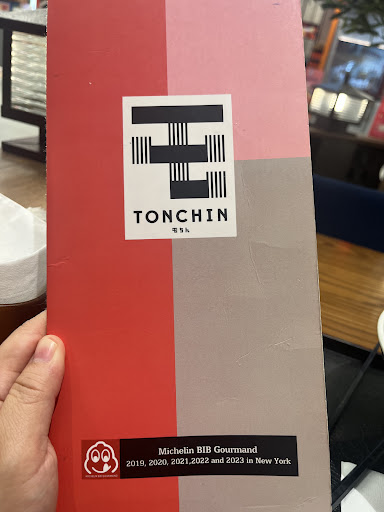 TONCHIN
Michelin BIB Gourmand
2019, 2020, 2021,2022 and 2023 in New York